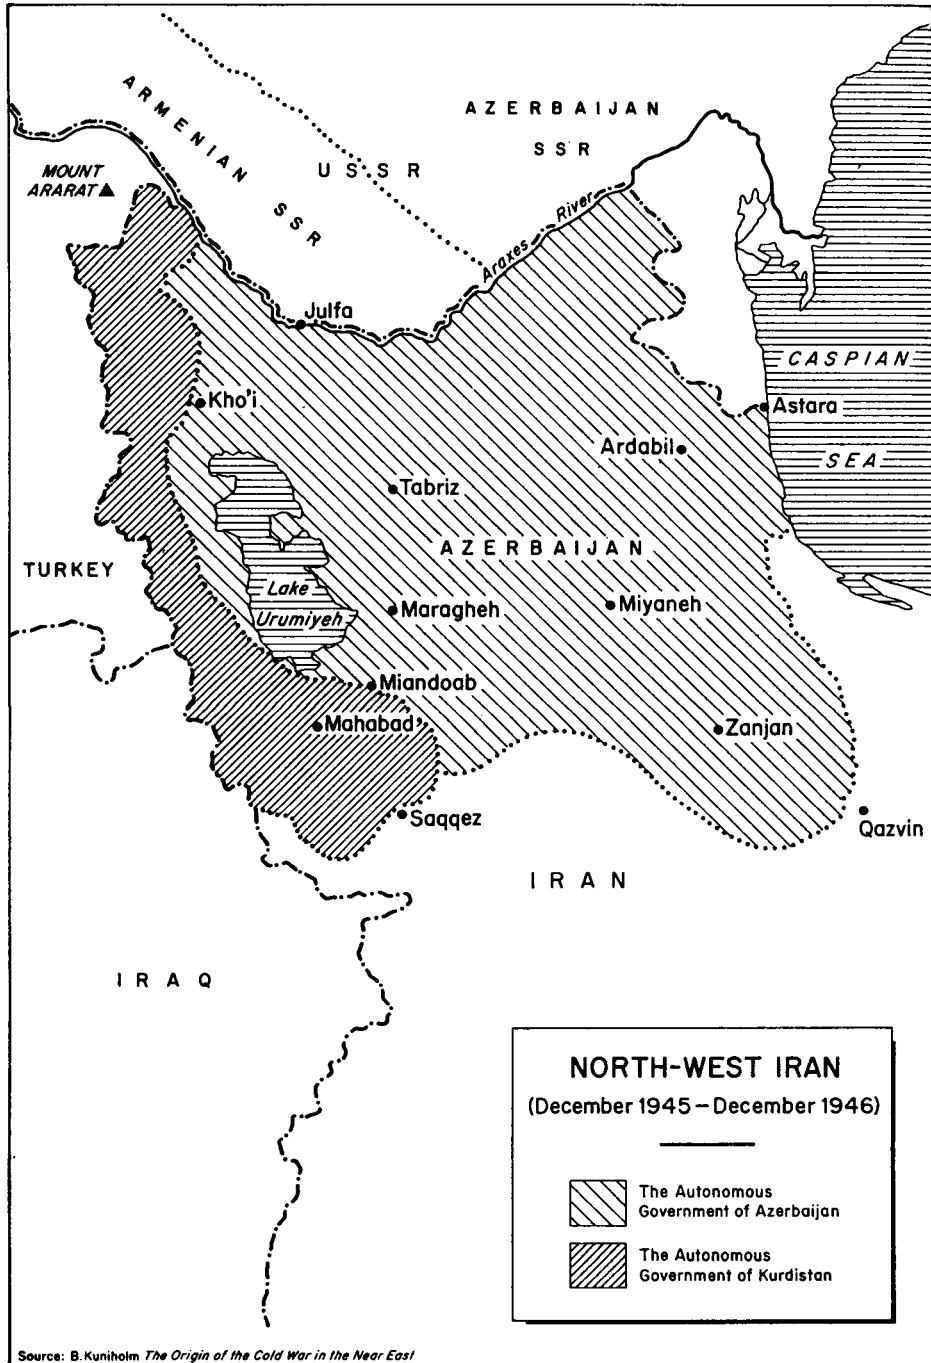 ARMENIAN SSR
AZERBAIJAN
SSR
USSR
MOUNT
ARARAT
Araxes River
Julfa
CASPIAN
SEA
Kho'i
Astara
Ardabil
Tabriz
AZERBAIJAN
TURKEY
Lake
Urumiyeh
Maragheh
Miyaneh
Miandoab
Mahabad
Zanjan
Saqqez
Qazvin
IRAN
IRAQ
NORTH-WEST IRAN
(December 1945–December 1946)
The Autonomous
Government of Azerbaijan
The Autonomous
Government of Kurdistan
Source: B.Kuniholm The Origin of the Cold War in the Near East